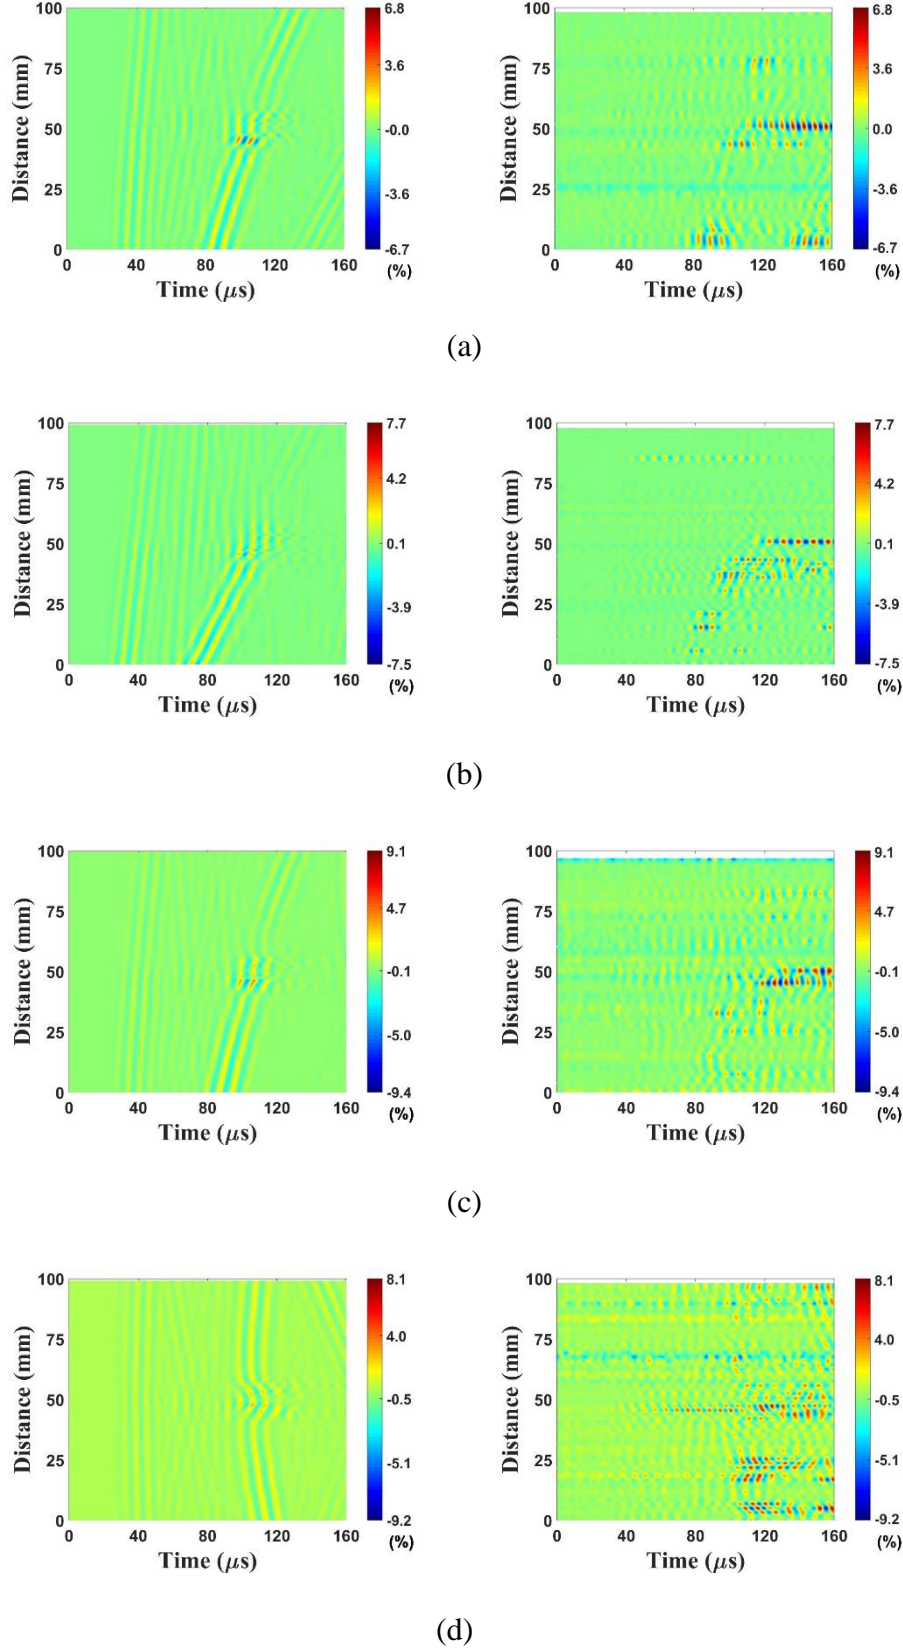 100 6.8 100 6.8
75 3.6 75 3.6
Distance (mm) 50 -0.0 Distance (mm) 50 0.0
25 -3.6 25 -3.6
0 -6.7 0 -6.7
0 40 80 120 160 (%) 0 40 80 120 160 (%)
Time (μs) Time (μs)
(a)
100 7.7 100 7.7
75 4.2 75 4.2
Distance (mm) 50 0.1 Distance (mm) 50 0.1
25 -3.9 25 -3.9
0 -7.5 0 -7.5
0 40 80 120 160 (%) 0 40 80 120 160 (%)
Time (μs) Time (μs)
(b)
100 9.1 100 9.1
75 4.7 75 4.7
Distance (mm) 50 -0.1 Distance (mm) 50 -0.1
25 -5.0 25 -5.0
0 -9.4 0 -9.4
0 40 80 120 160 (%) 0 40 80 120 160 (%)
Time (μs) Time (μs)
(c)
100 8.1 100 8.1
75 4.0 75 4.0
Distance (mm) 50 -0.5 Distance (mm) 50 -0.5
25 -5.1 25 -5.1
0 -9.2 0 -9.2
0 40 80 120 160 (%) 0 40 80 120 160 (%)
Time (μs) Time (μs)
(d)